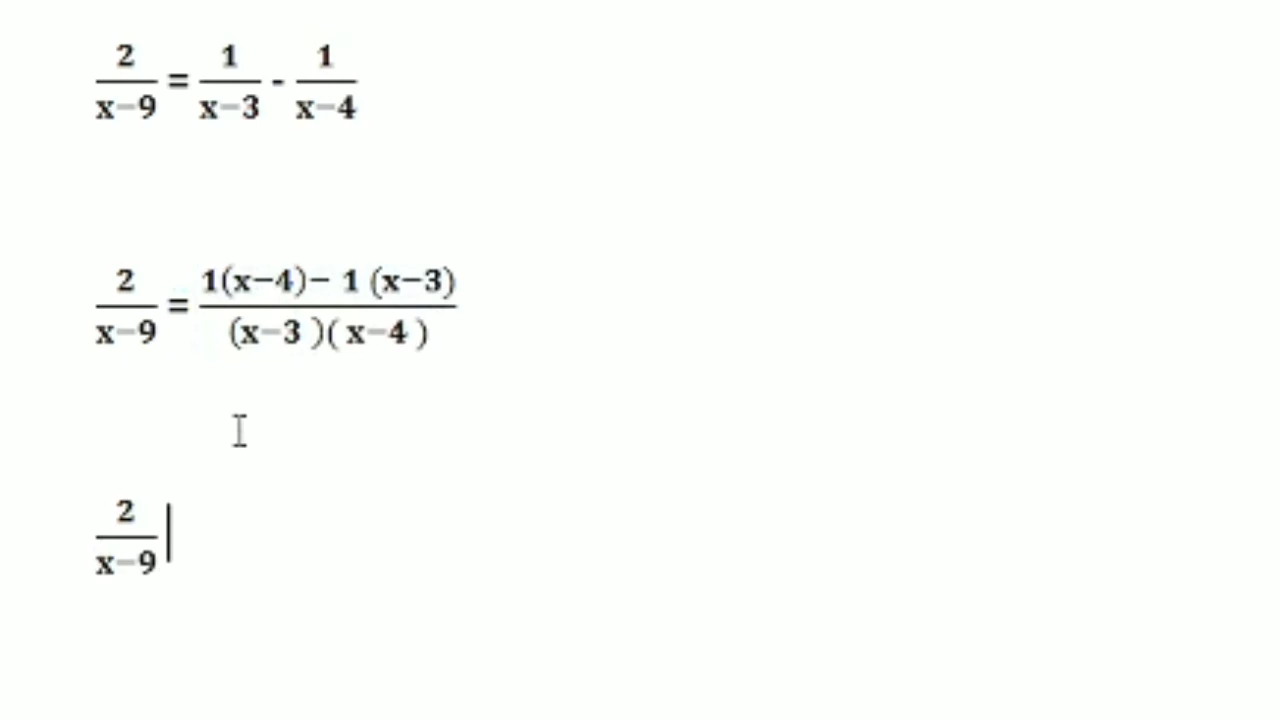 2/(x−9) = 1/(x−3) - 1/(x−4)
2/(x−9) = (1(x−4)− 1 (x−3))/((x−3 )( x−4 ))
2/(x−9)